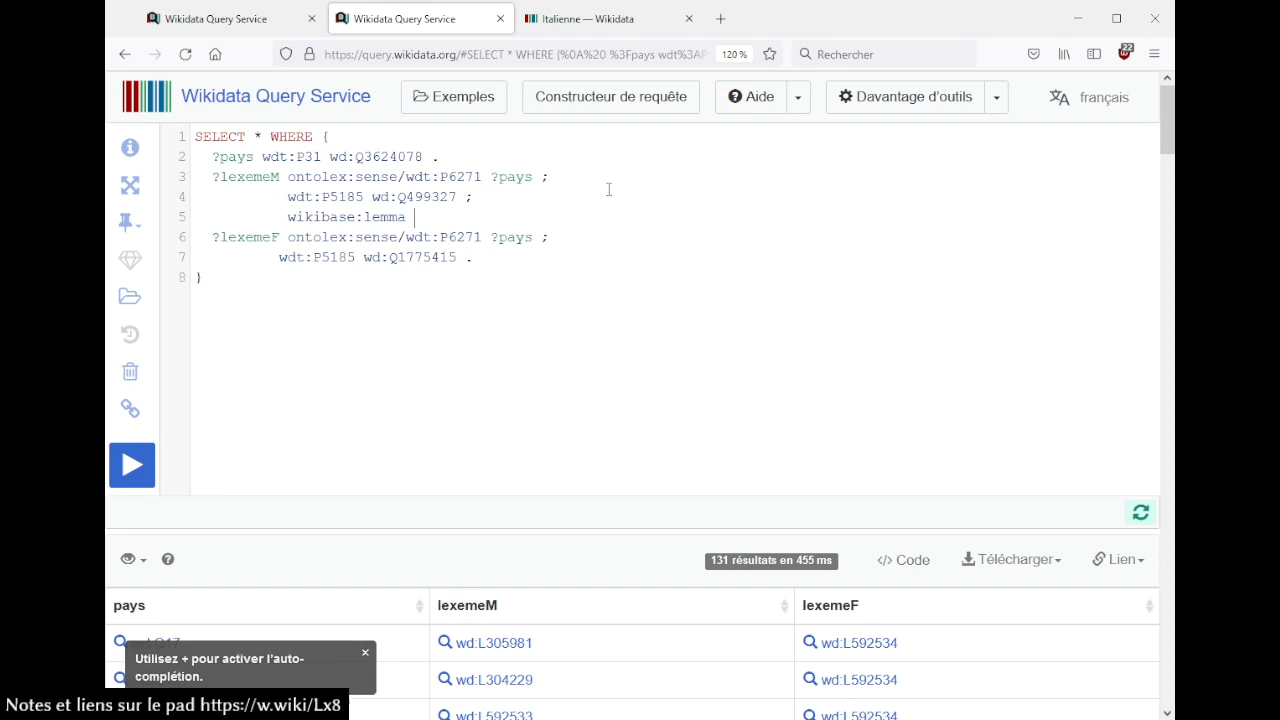 Wikidata Query Service
Wikidata Query Service
Italienne — Wikidata
https://query.wikidata.org/#SELECT * WHERE {%0A%20 %3Fpays wdt%3AP
120 %
Rechercher
22
Wikidata Query Service
Exemples
Constructeur de requête
Aide
Davantage d'outils
français
1 SELECT * WHERE {
2 ?pays wdt:P31 wd:Q3624078 .
3 ?lexemeM ontolex:sense/wdt:P6271 ?pays ;
4 wdt:P5185 wd:Q499327 ;
5 wikibase:lemma
6 ?lexemeF ontolex:sense/wdt:P6271 ?pays ;
7 wdt:P5185 wd:Q1775415 .
8 }
131 résultats en 455 ms
</> Code
Télécharger
Lien
pays lexemeM lexemeF
wd:Q17 wd:L305981 wd:L592534
wd:L304229 wd:L592534
wd:L592533 wd:L592534
Utilisez + pour activer l'auto-
complétion.
×
Notes et liens sur le pad https://w.wiki/Lx8